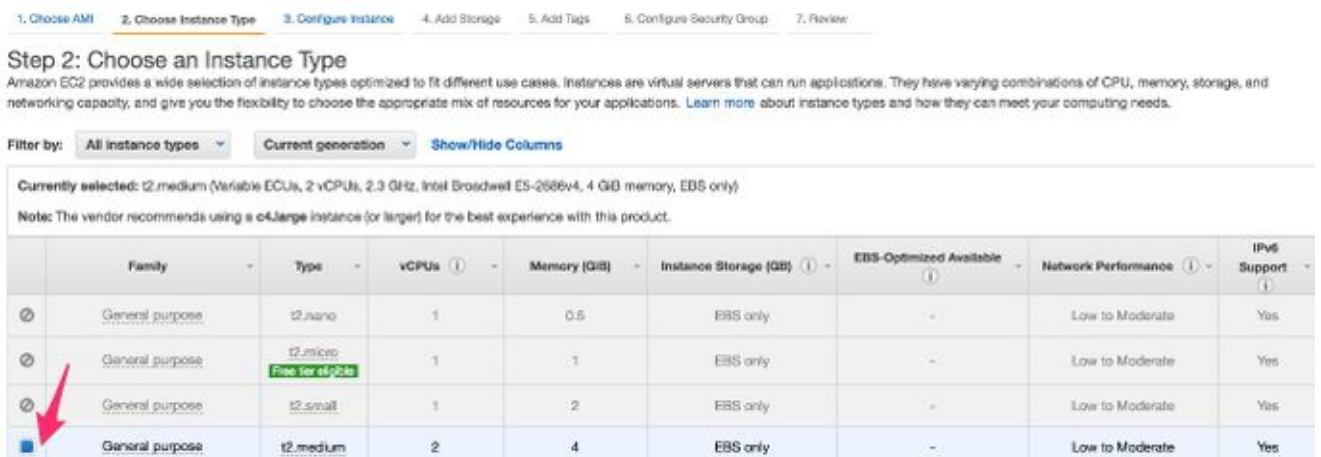 1. Choose AMI 2. Choose Instance Type 3. Configure Instance 4. Add Storage 5. Add Tags 6. Configure Security Group 7. Review
Step 2: Choose an Instance Type
Amazon EC2 provides a wide selection of instance types optimized to fit different use cases. Instances are virtual servers that can run applications. They have varying combinations of CPU, memory, storage, and
networking capacity, and give you the flexibility to choose the appropriate mix of resources for your applications. Learn more about instance types and how they can meet your computing needs.
Filter by: All instance types Current generation Show/Hide Columns
Currently selected: t2.medium (Variable ECUs, 2 vCPUs, 2.3 GHz, Intel Broadwell E5-2686v4, 4 GiB memory, EBS only)
Note: The vendor recommends using a c4.large instance (or larger) for the best experience with this product.
Family Type vCPUs Memory (GiB) Instance Storage (GB) EBS-Optimized Available Network Performance IPv6 Support
General purpose t2.nano 1 0.5 EBS only - Low to Moderate Yes
General purpose t2.micro 1 1 EBS only - Low to Moderate Yes
Free tier eligible
General purpose t2.small 1 2 EBS only - Low to Moderate Yes
General purpose t2.medium 2 4 EBS only - Low to Moderate Yes